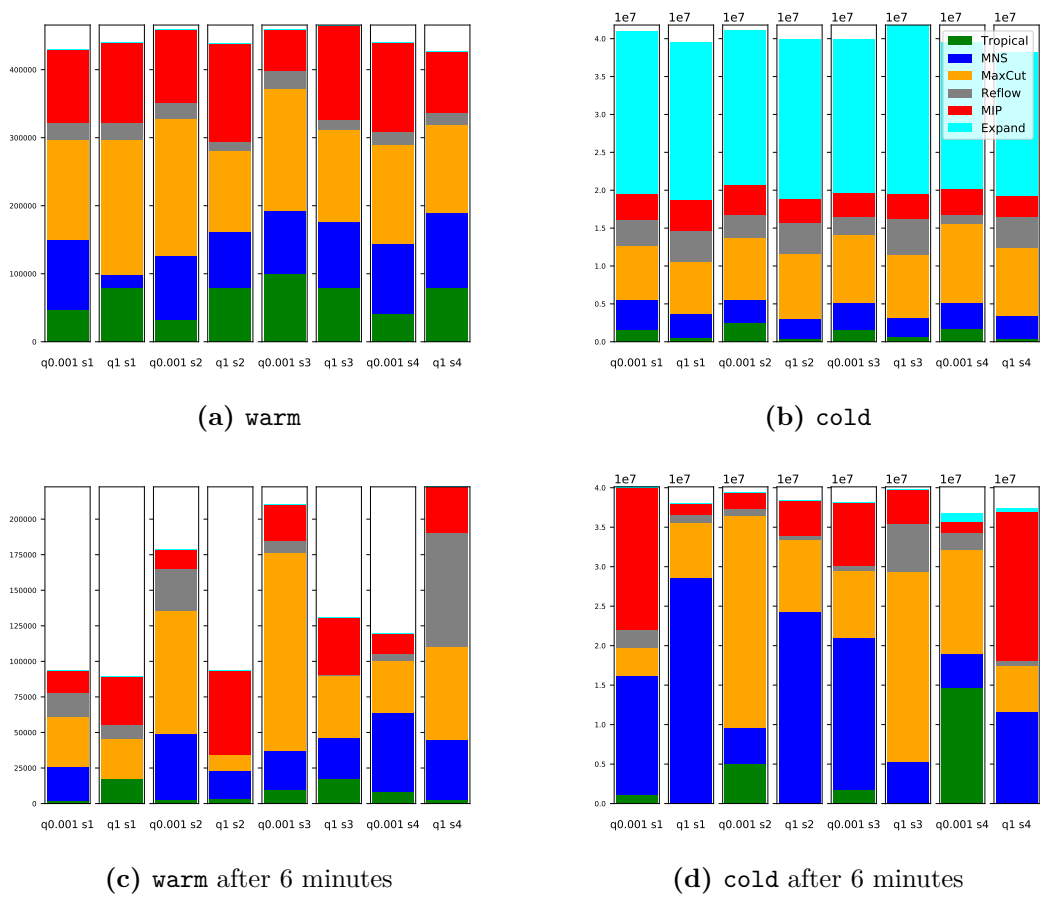 1e7 1e7 1e7 1e7 1e7 1e7 1e7 1e7
400000
300000
200000
100000
0
q0.001 s1 q1 s1 q0.001 s2 q1 s2 q0.001 s3 q1 s3 q0.001 s4 q1 s4
(a) warm
4.0
3.5
3.0
2.5
2.0
1.5
1.0
0.5
0.0
Tropical
MNS
MaxCut
Reflow
MIP
Expand
q0.001 s1 q1 s1 q0.001 s2 q1 s2 q0.001 s3 q1 s3 q0.001 s4 q1 s4
(b) cold
200000
175000
150000
125000
100000
75000
50000
25000
0
q0.001 s1 q1 s1 q0.001 s2 q1 s2 q0.001 s3 q1 s3 q0.001 s4 q1 s4
(c) warm after 6 minutes
1e7 1e7 1e7 1e7 1e7 1e7 1e7 1e7
4.0
3.5
3.0
2.5
2.0
1.5
1.0
0.5
0.0
q0.001 s1 q1 s1 q0.001 s2 q1 s2 q0.001 s3 q1 s3 q0.001 s4 q1 s4
(d) cold after 6 minutes